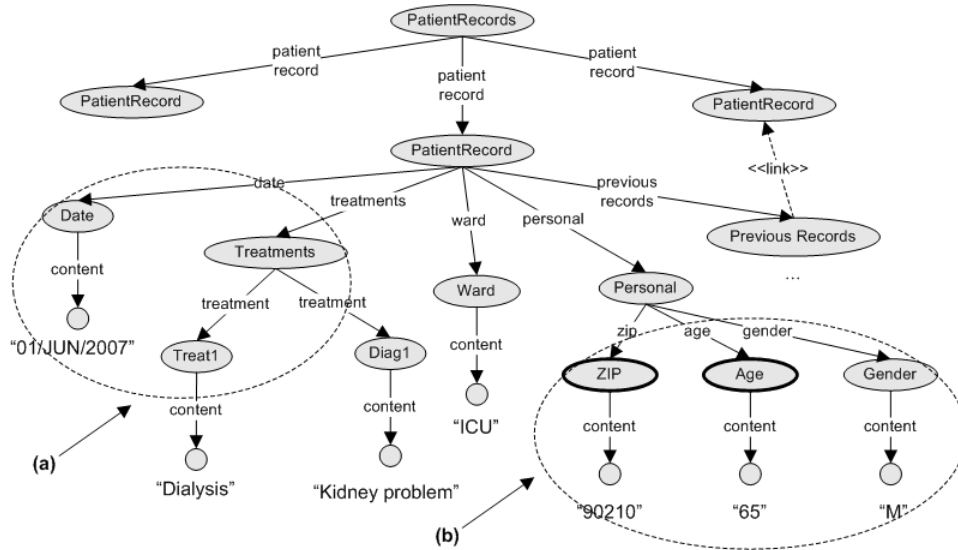 PatientRecords
patient
record
patient
record
patient
record
PatientRecord
PatientRecord
PatientRecord
<<link>>
date
treatments
ward
personal
previous
records
Date
Treatments
Previous Records
...
content
Ward
Personal
treatment
treatment
zip
age
gender
"01/JUN/2007"
Treat1
Diag1
content
ZIP
Age
Gender
content
content
"ICU"
content
content
content
(a)
"Dialysis"
"Kidney problem"
(b)
"90210"
"65"
"M"